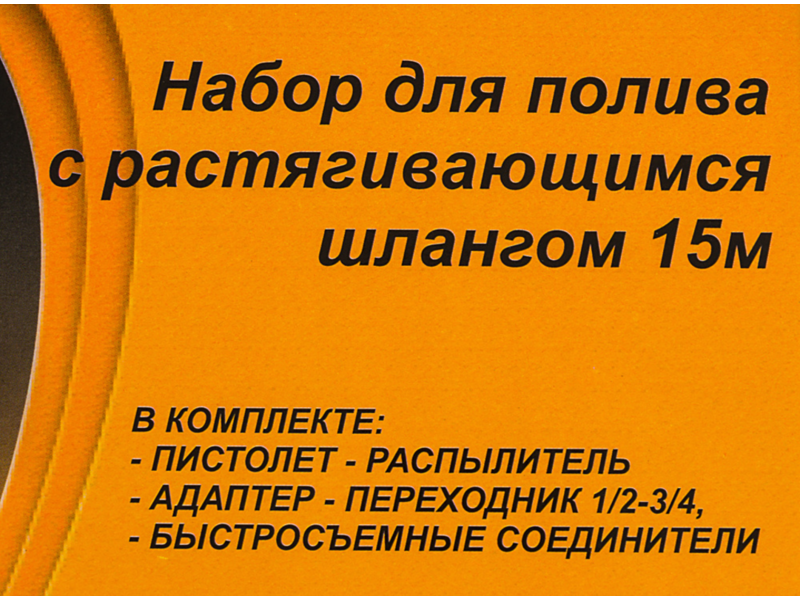 Набор для полива
с растягивающимся
шлангом 15м
В КОМПЛЕКТЕ:
- ПИСТОЛЕТ - РАСПЫЛИТЕЛЬ
- АДАПТЕР - ПЕРЕХОДНИК 1/2-3/4,
- БЫСТРОСЪЕМНЫЕ СОЕДИНИТЕЛИ